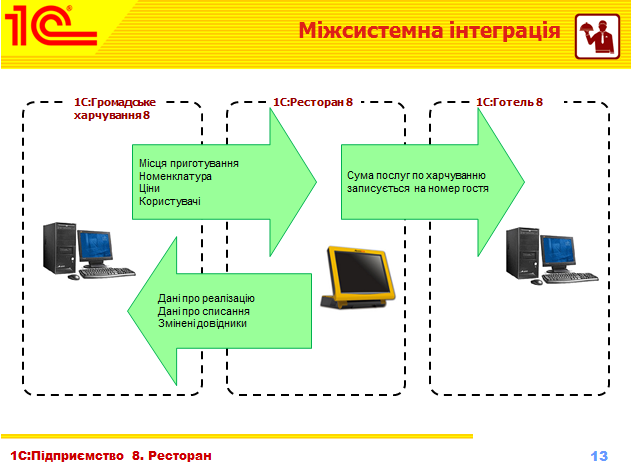 1С®
Міжсистемна інтеграція
1С:Громадське
харчування 8
1С:Ресторан 8
1С:Готель 8
Місця приготування
Номенклатура
Ціни
Користувачі
Сума послуг по харчуванню
записується на номер гостя
Дані про реалізацію
Дані про списання
Змінені довідники
1С:Підприємство 8. Ресторан
13